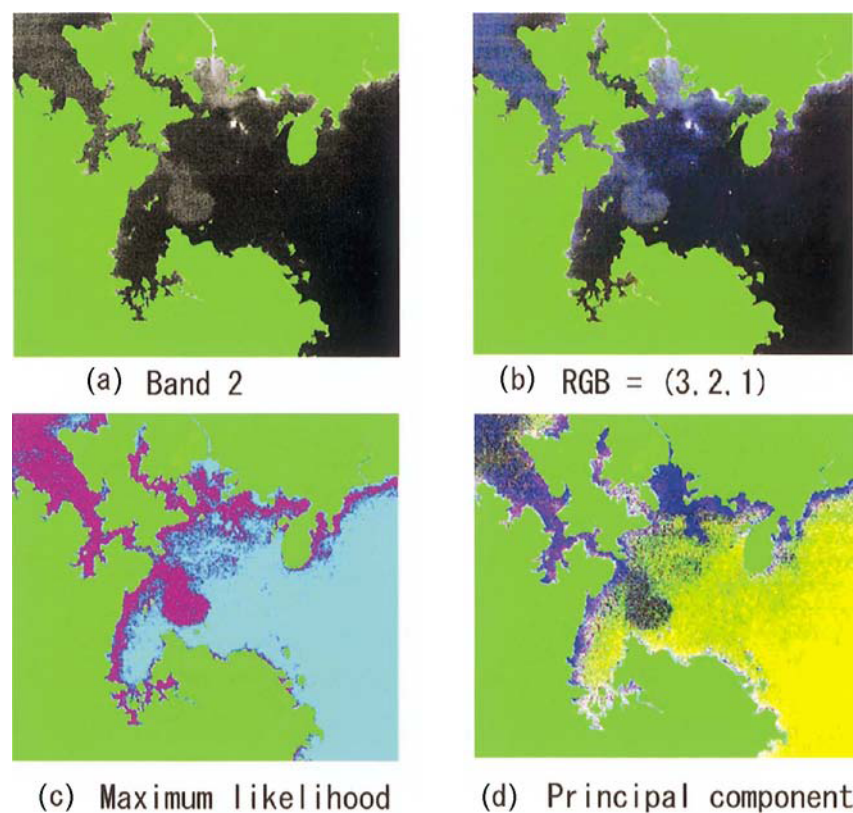 (a) Band 2
(b) RGB = (3, 2, 1)
(c) Maximum likelihood
(d) Principal component